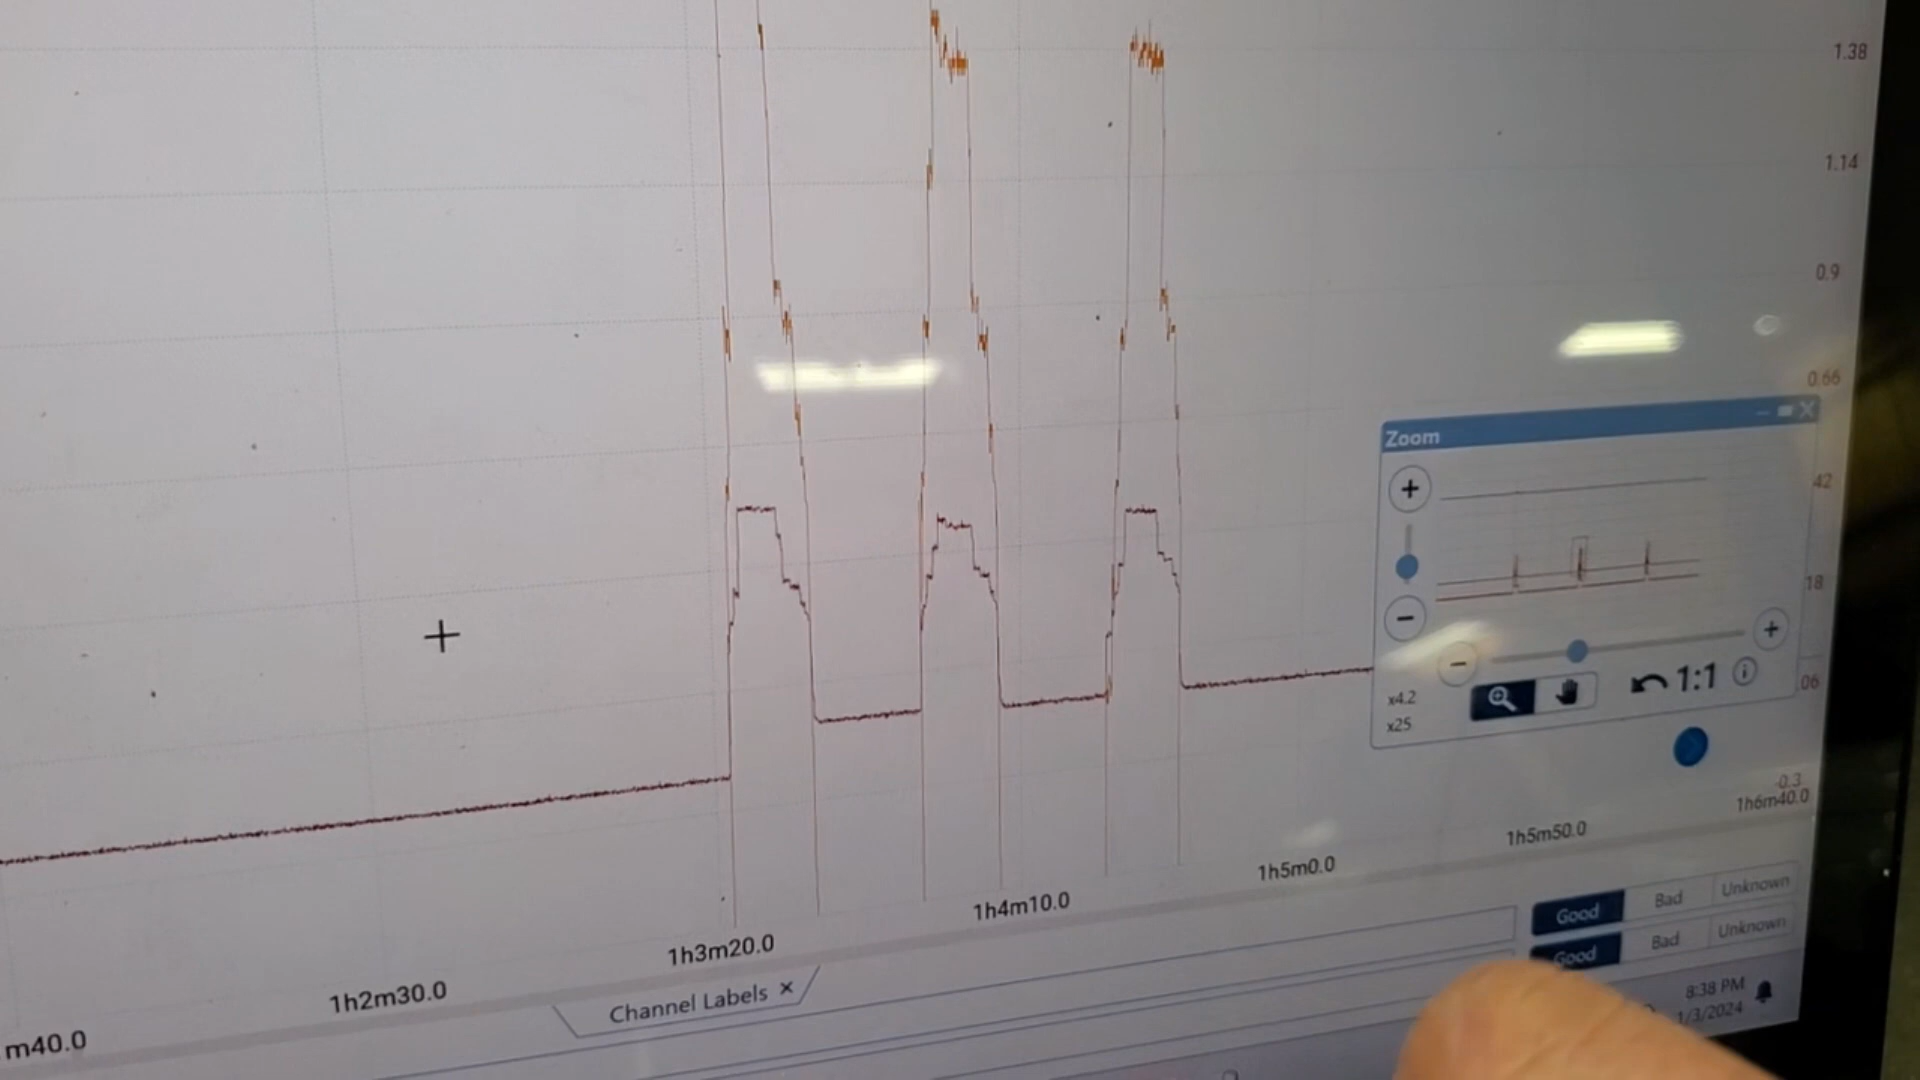 1.38
1.14
0.9
0.66
Zoom
42
18
06
x4.2
x25
1:1
-0.3
1h6m40.0
1h5m50.0
1h5m0.0
1h4m10.0
1h3m20.0
1h2m30.0
m40.0
Channel Labels ×
Good Bad Unknown
Good Bad Unknown
8:38 PM
1/3/2024